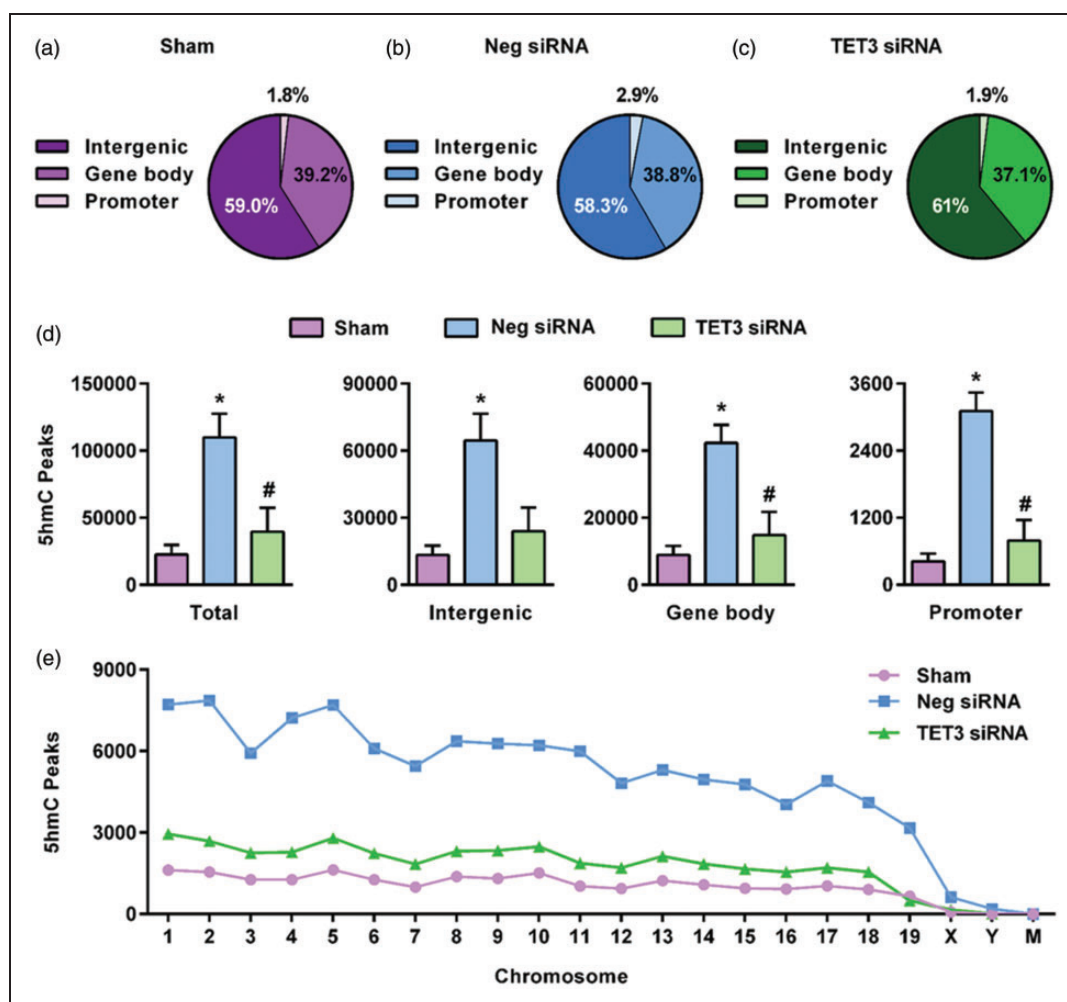 (a) Sham (b) Neg siRNA (c) TET3 siRNA
1.8% 2.9% 1.9%
Intergenic Intergenic Intergenic
Gene body 39.2% Gene body 38.8% Gene body 37.1%
Promoter Promoter Promoter
59.0% 58.3% 61%
(d) Sham Neg siRNA TET3 siRNA
5hmC Peaks
150000
100000
50000
0
*
#
Total
90000
60000
30000
0
*
Intergenic
60000
40000
20000
0
*
#
Gene body
3600
2400
1200
0
*
#
Promoter
(e)
5hmC Peaks
9000
6000
3000
0
Sham
Neg siRNA
TET3 siRNA
1 2 3 4 5 6 7 8 9 10 11 12 13 14 15 16 17 18 19 X Y M
Chromosome